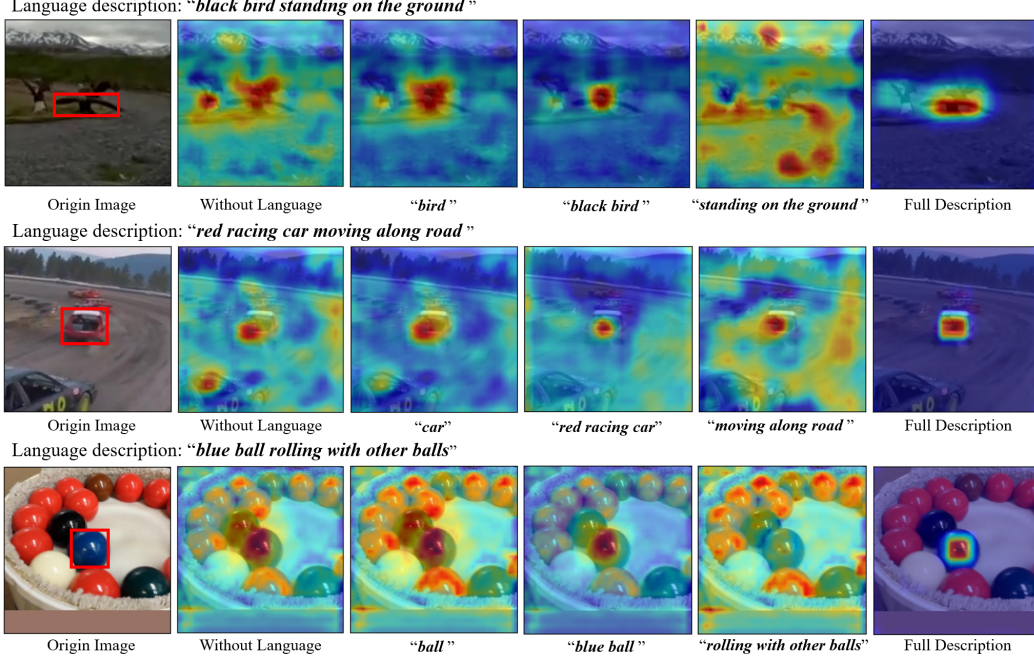 Language description: “black bird standing on the ground ”
Origin Image Without Language “bird ” “black bird ” “standing on the ground ” Full Description
Language description: “red racing car moving along road ”
Origin Image Without Language “car” “red racing car” “moving along road ” Full Description
Language description: “blue ball rolling with other balls”
Origin Image Without Language “ball ” “blue ball ” “rolling with other balls” Full Description